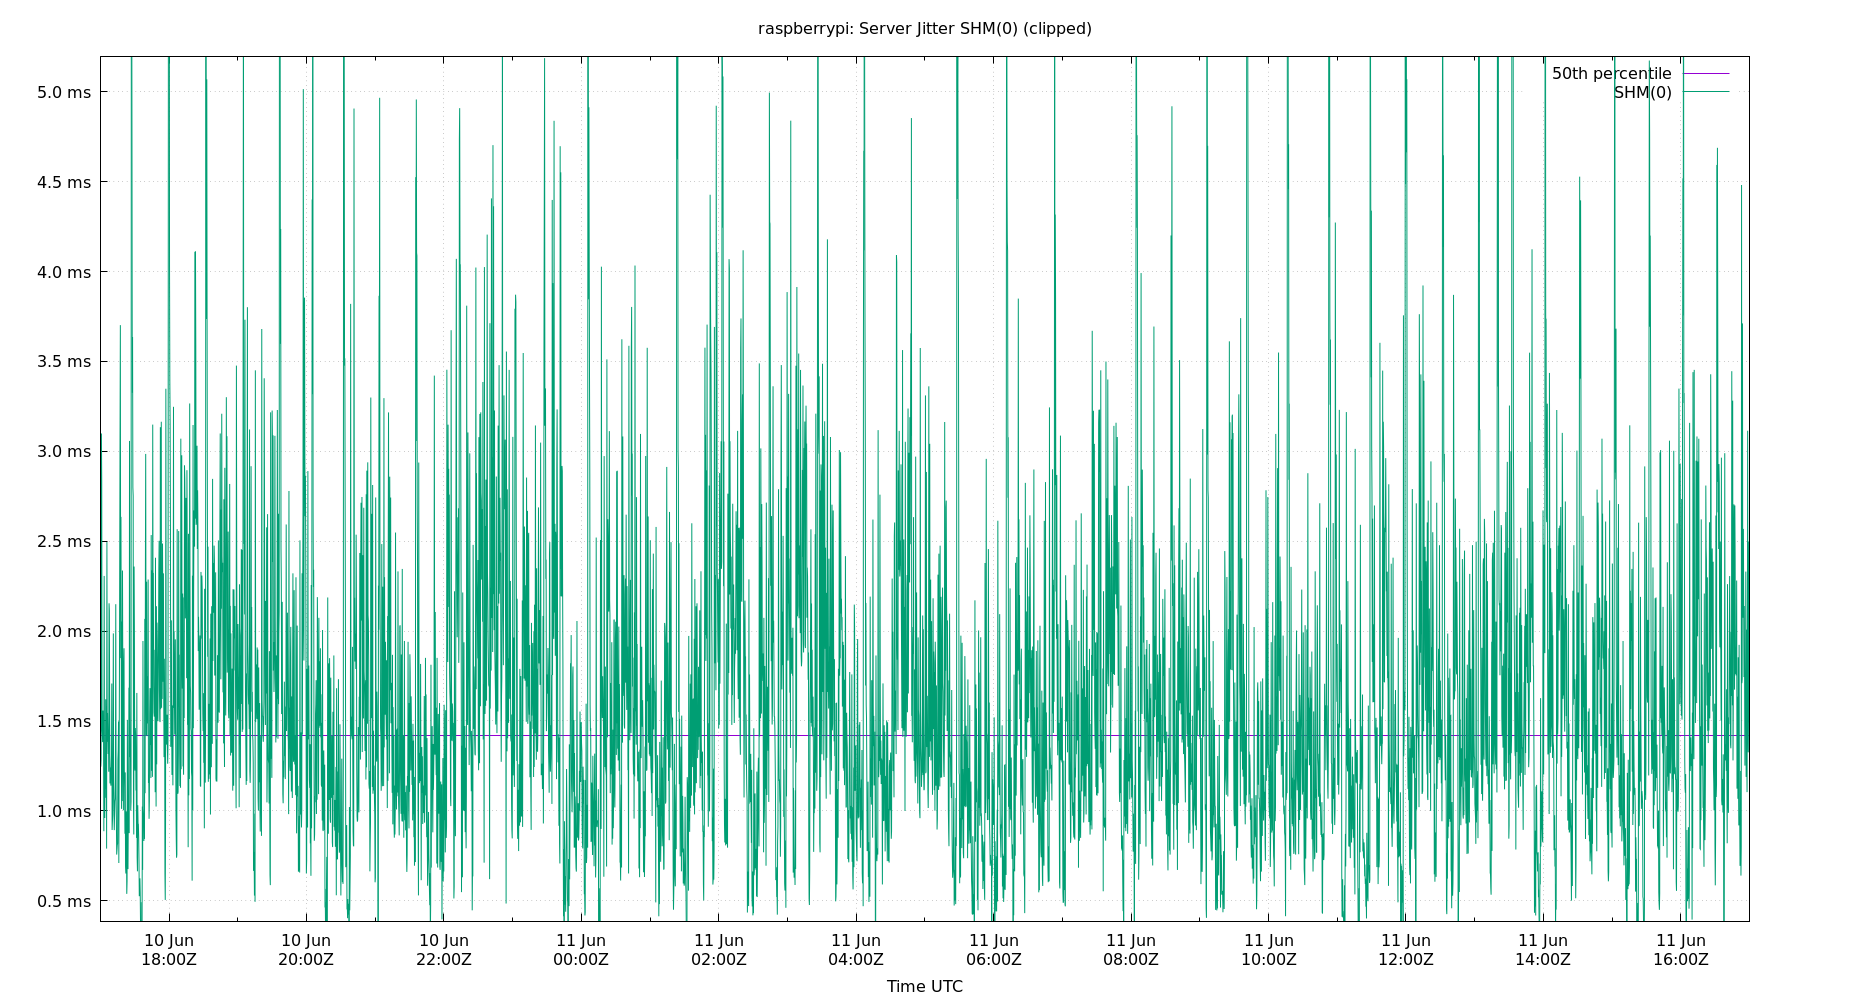 raspberrypi: Server Jitter SHM(0) (clipped)
50th percentile
SHM(0)
5.0 ms
4.5 ms
4.0 ms
3.5 ms
3.0 ms
2.5 ms
2.0 ms
1.5 ms
1.0 ms
0.5 ms
10 Jun 10 Jun 10 Jun 11 Jun 11 Jun 11 Jun 11 Jun 11 Jun 11 Jun 11 Jun 11 Jun 11 Jun
18:00Z 20:00Z 22:00Z 00:00Z 02:00Z 04:00Z 06:00Z 08:00Z 10:00Z 12:00Z 14:00Z 16:00Z
Time UTC